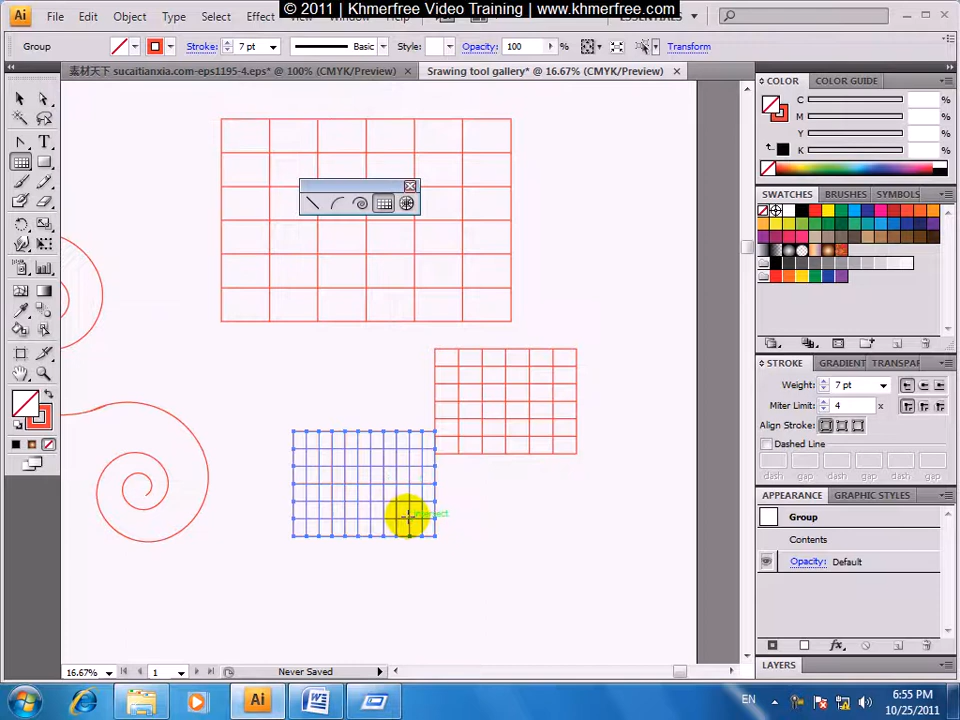 © 2011 | Khmerfree Video Training | www.khmerfree.com
Ai File Edit Object Type Select Effect
Group Stroke: 7 pt Basic Style: Opacity: 100 % Transform
素材天下 sucaitianxia.com-eps1195-4.eps* @ 100% (CMYK/Preview) × Srawing tool gallery* @ 16.67% (CMYK/Preview) ×
COLOR COLOR GUIDE
C %
M %
Y %
K %
SWATCHES BRUSHES SYMBOLS
STROKE GRADIENT TRANSPAR
Weight: 7 pt
Miter Limit: 4 x
Align Stroke:
Dashed Line
dash gap dash gap dash gap
APPEARANCE GRAPHIC STYLES
Group
Contents
Opacity: Default
intersect
LAYERS
16.67% 1 Never Saved
EN 6:55 PM
10/25/2011